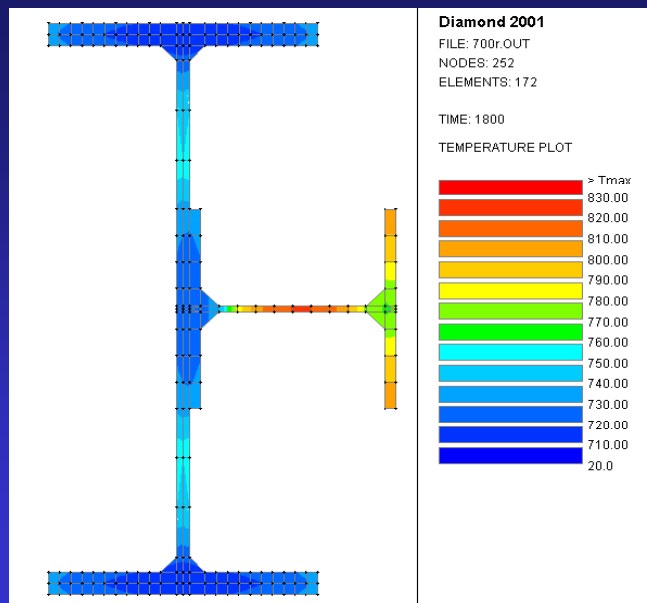 Diamond 2001
FILE: 700r.OUT
NODES: 252
ELEMENTS: 172
TIME: 1800
TEMPERATURE PLOT
> Tmax
830.00
820.00
810.00
800.00
790.00
780.00
770.00
760.00
750.00
740.00
730.00
720.00
710.00
20.0